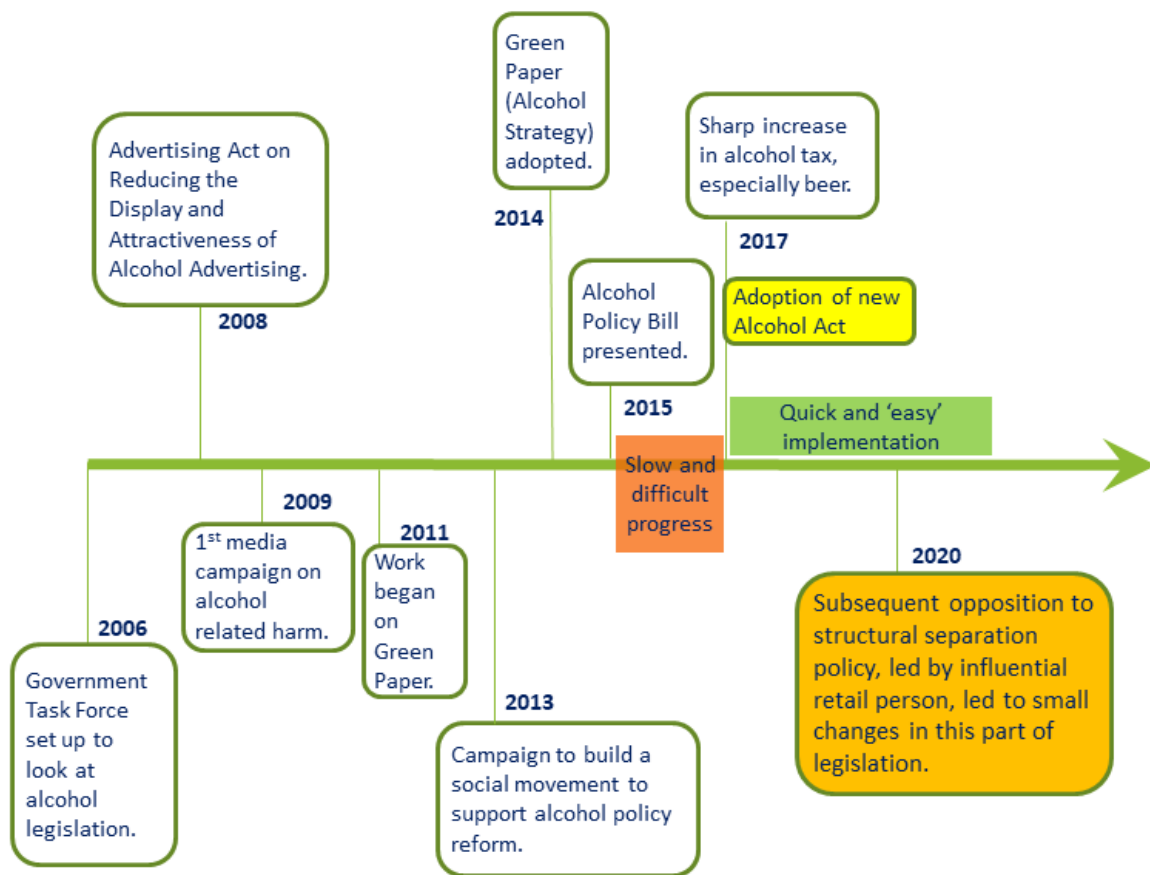 Green
Paper
(Alcohol
Strategy)
adopted.
2014
Sharp increase
in alcohol tax,
especially beer.
2017
Advertising Act on
Reducing the
Display and
Attractiveness of
Alcohol Advertising.
2008
Alcohol
Policy Bill
presented.
2015
Adoption of new
Alcohol Act
Quick and ‘easy’
implementation
Slow and
difficult
progress
2006
Government
Task Force
set up to
look at
alcohol
legislation.
2009
1st media
campaign on
alcohol
related harm.
2011
Work
began
on
Green
Paper.
2013
Campaign to build a
social movement to
support alcohol policy
reform.
2020
Subsequent opposition to
structural separation
policy, led by influential
retail person, led to small
changes in this part of
legislation.